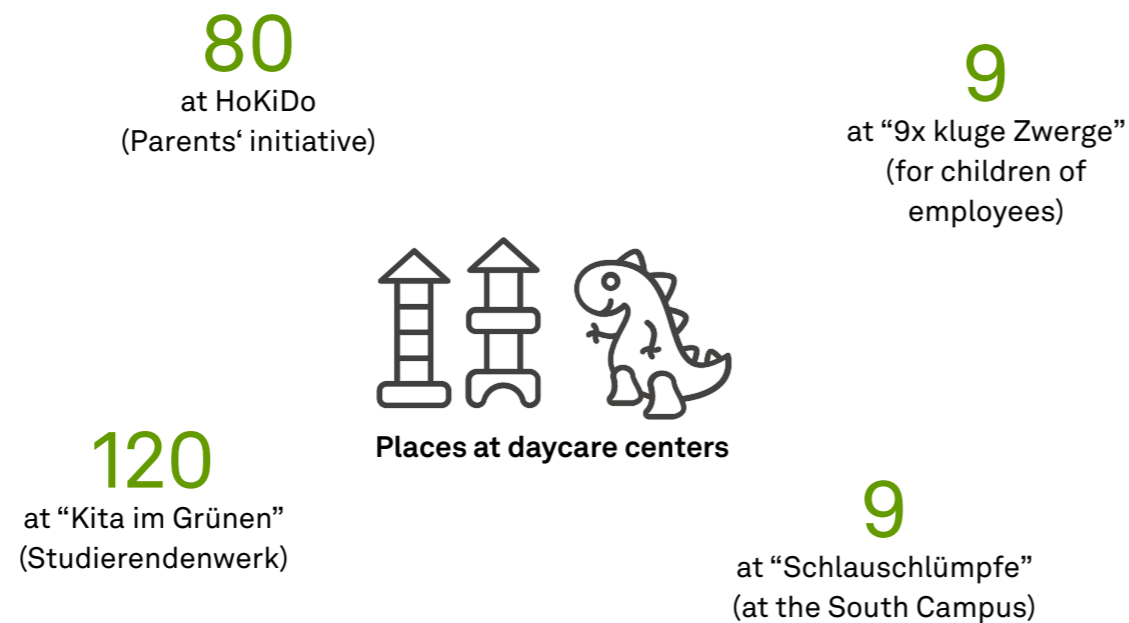 80
at HoKiDo
(Parents‘ initiative)
9
at “9x kluge Zwerge”
(for children of
employees)
Places at daycare centers
120
at “Kita im Grünen”
(Studierendenwerk)
9
at “Schlauschlümpfe”
(at the South Campus)